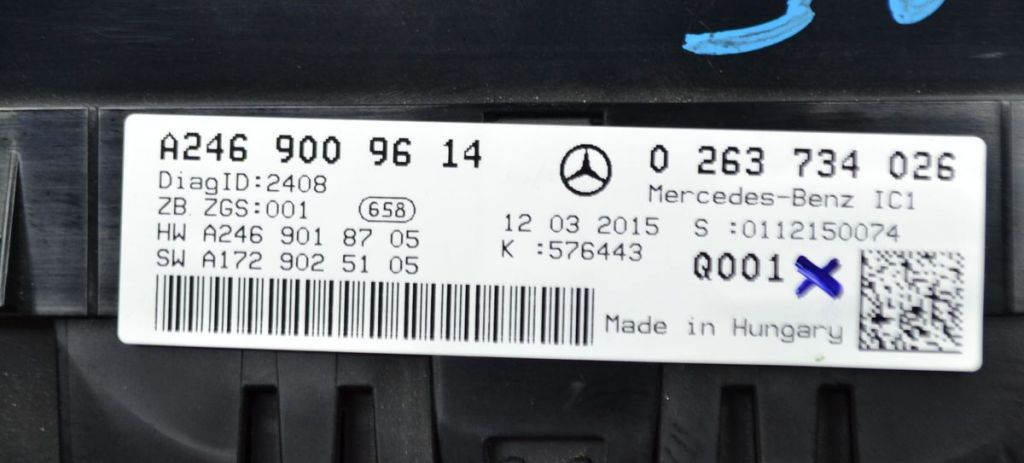 A246 900 96 14
DiagID:2408
ZB ZGS:001 658
HW A246 901 87 05
SW A172 902 51 05
0 263 734 026
Mercedes-Benz IC1
12 03 2015 S :0112150074
K :576443
Q001
Made in Hungary